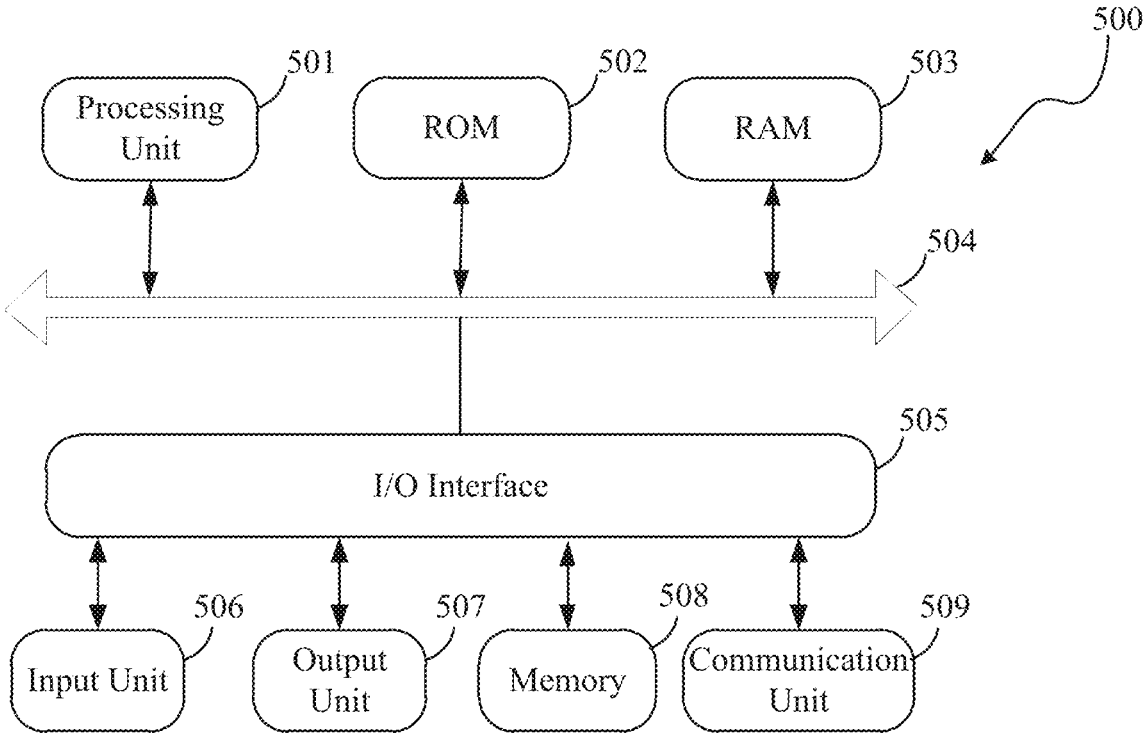 500
501
502
503
Processing
Unit
ROM
RAM
504
505
I/O Interface
506
507
508
509
Input Unit
Output
Unit
Memory
Communication
Unit